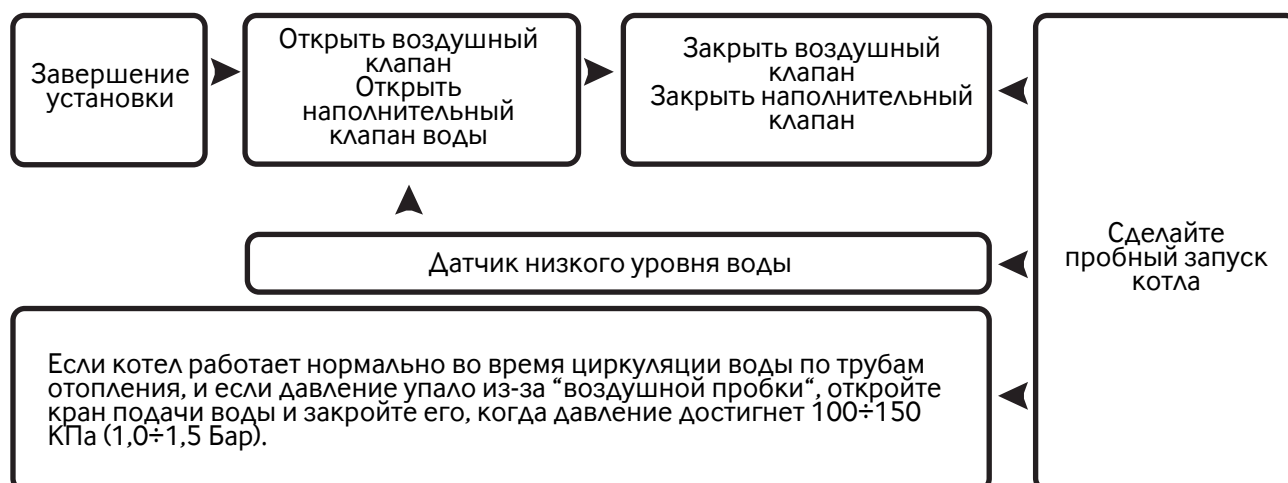 Завершение
установки
Открыть воздушный
клапан
Открыть
наполнительный
клапан воды
Закрыть воздушный
клапан
Закрыть наполнительный
клапан
Датчик низкого уровня воды
Сделайте
пробный запуск
котла
Если котел работает нормально во время циркуляции воды по трубам
отопления, и если давление упало из-за “воздушной пробки“, откройте
кран подачи воды и закройте его, когда давление достигнет 100÷150
КПа (1,0÷1,5 Бар).